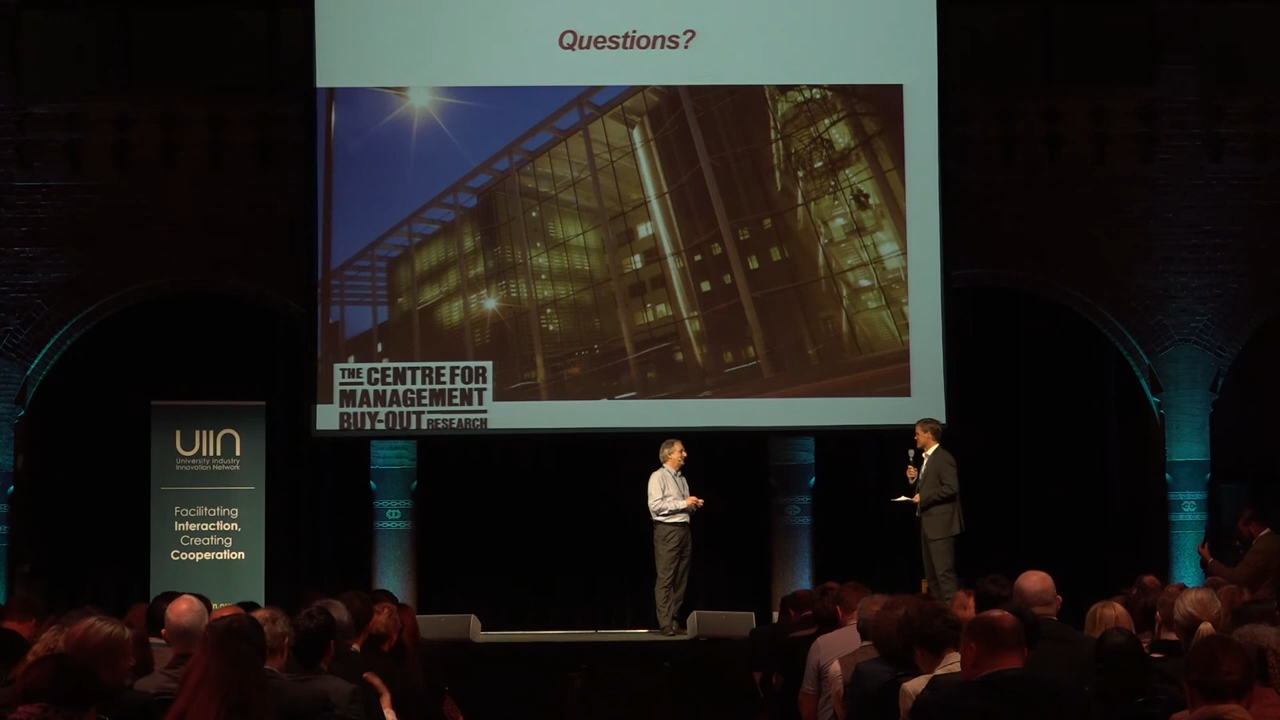 Questions?
THE CENTRE FOR
MANAGEMENT
BUY-OUT RESEARCH
UIIN
University Industry
Innovation Network
Facilitating
Interaction,
Creating
Cooperation